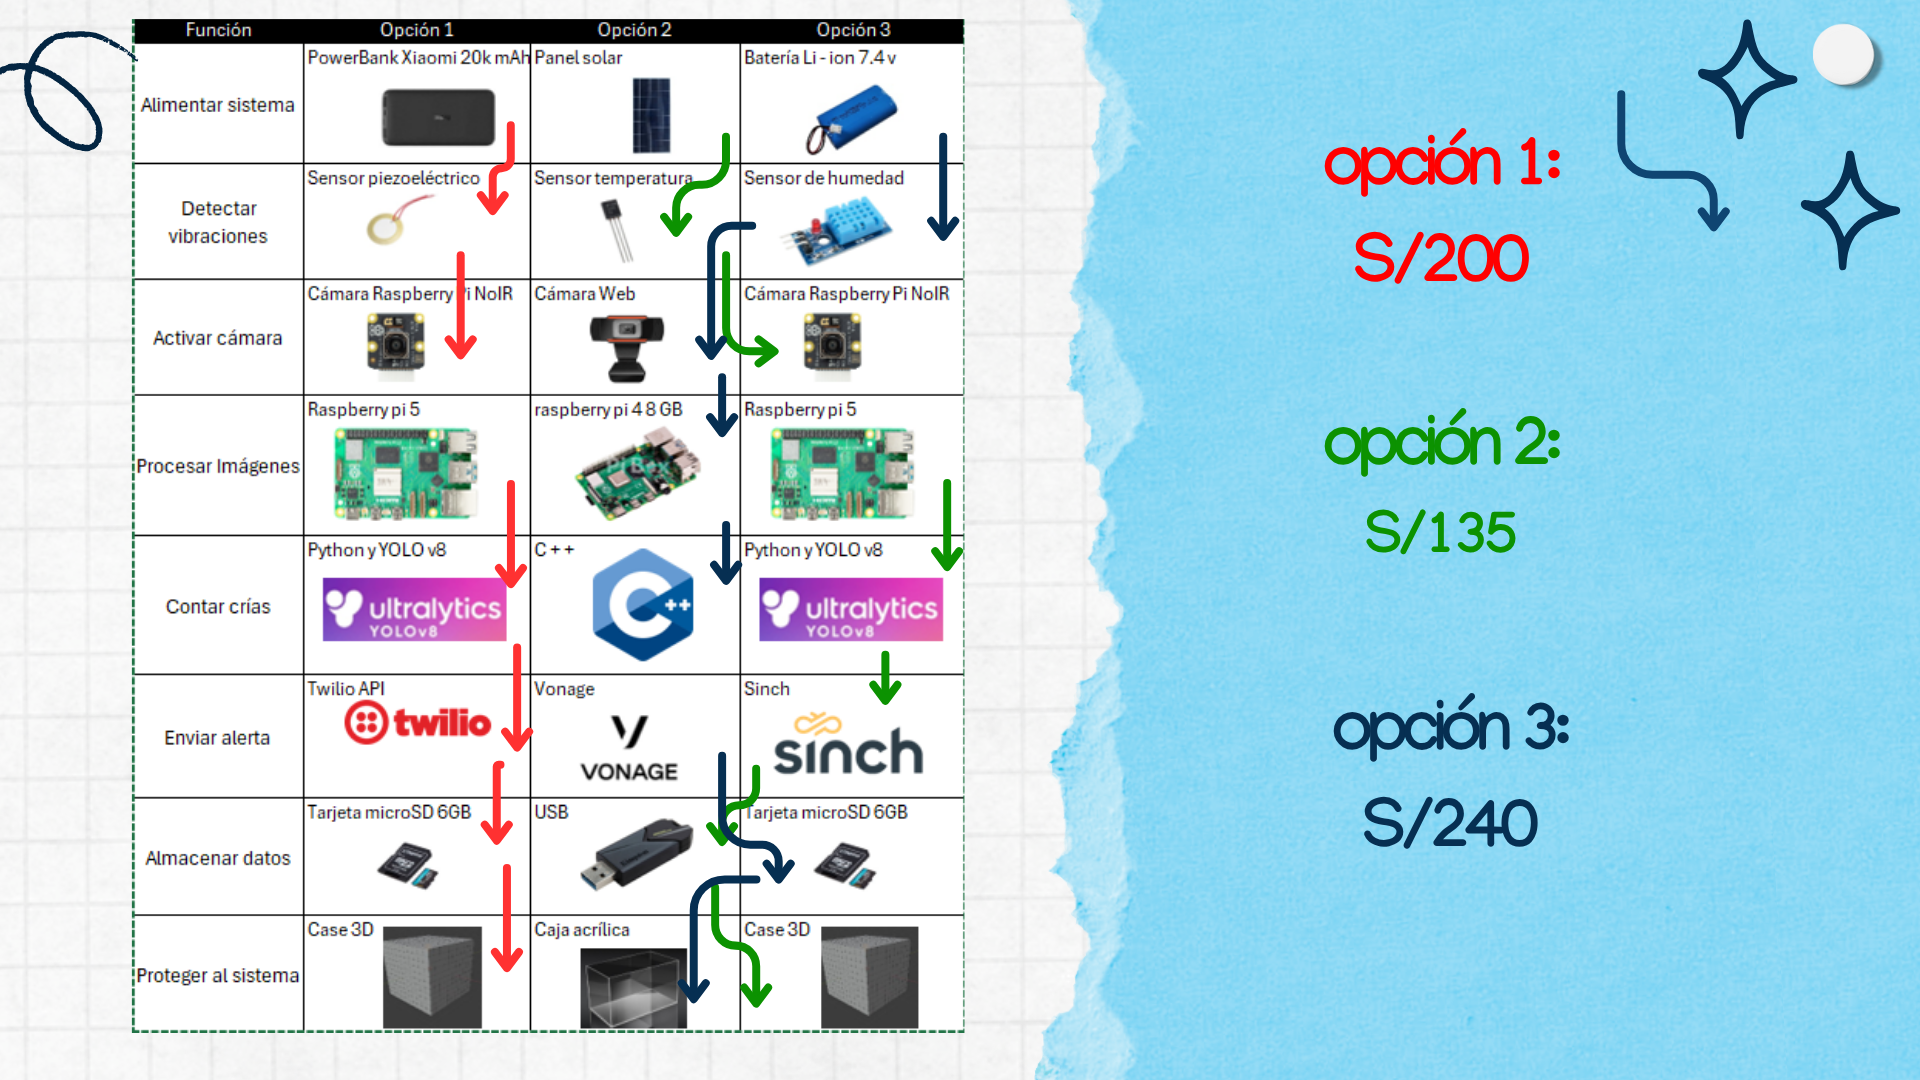 Función Opción 1 Opción 2 Opción 3
Alimentar sistema
PowerBank Xiaomi 20k mAh
Panel solar
Batería Li - ion 7.4 v
Detectar
vibraciones
Sensor piezoeléctrico
Sensor temperatura
Sensor de humedad
Activar cámara
Cámara Raspberry Pi NoIR
Cámara Web
Cámara Raspberry Pi NoIR
Procesar Imágenes
Raspberry pi 5
raspberry pi 4 8 GB
Raspberry pi 5
Contar crías
Python y YOLO v8
ultralytics
YOLOv8
C + +
C++
Python y YOLO v8
ultralytics
YOLOv8
Enviar alerta
Twilio API
twilio
Vonage
VONAGE
Sinch
sinch
Almacenar datos
Tarjeta microSD 6GB
USB
Tarjeta microSD 6GB
Proteger al sistema
Case 3D
Caja acrílica
Case 3D
opción 1:
S/200
opción 2:
S/135
opción 3:
S/240